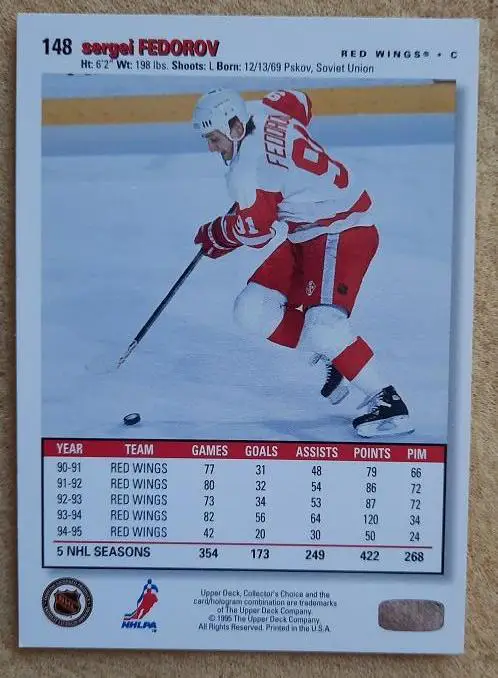 148 sergei FEDOROV
RED WINGS® • C
Ht: 6'2" Wt: 198 lbs. Shoots: L Born: 12/13/69 Pskov, Soviet Union
FEDOROV
91
91
YEAR TEAM GAMES GOALS ASSISTS POINTS PIM
90-91 RED WINGS 77 31 48 79 66
91-92 RED WINGS 80 32 54 86 72
92-93 RED WINGS 73 34 53 87 72
93-94 RED WINGS 82 56 64 120 34
94-95 RED WINGS 42 20 30 50 24
5 NHL SEASONS 354 173 249 422 268
NHL
NHLPA
Upper Deck, Collector's Choice and the
card/hologram combination are trademarks
of The Upper Deck Company.
© 1995 The Upper Deck Company.
All Rights Reserved. Printed in the U.S.A.